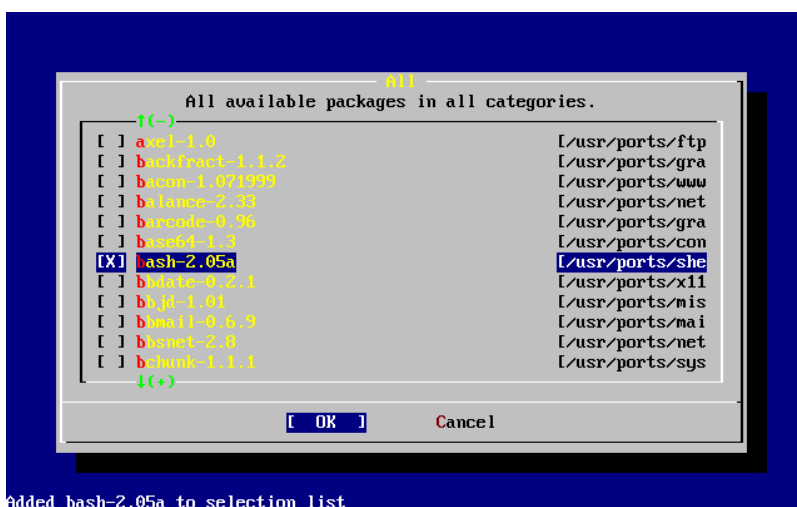 All
All available packages in all categories.
↑(-)
[ ] axel-1.0 [/usr/ports/ftp
[ ] backfract-1.1.2 [/usr/ports/gra
[ ] bacon-1.071999 [/usr/ports/www
[ ] balance-2.33 [/usr/ports/net
[ ] barcode-0.96 [/usr/ports/gra
[ ] base64-1.3 [/usr/ports/con
[X] bash-2.05a [/usr/ports/she
[ ] bbdate-0.2.1 [/usr/ports/x11
[ ] bbjd-1.01 [/usr/ports/mis
[ ] bbmail-0.6.9 [/usr/ports/mai
[ ] bbsnet-2.8 [/usr/ports/net
[ ] bchunk-1.1.1 [/usr/ports/sys
↓(+)
[ OK ] Cancel
Added bash-2.05a to selection list